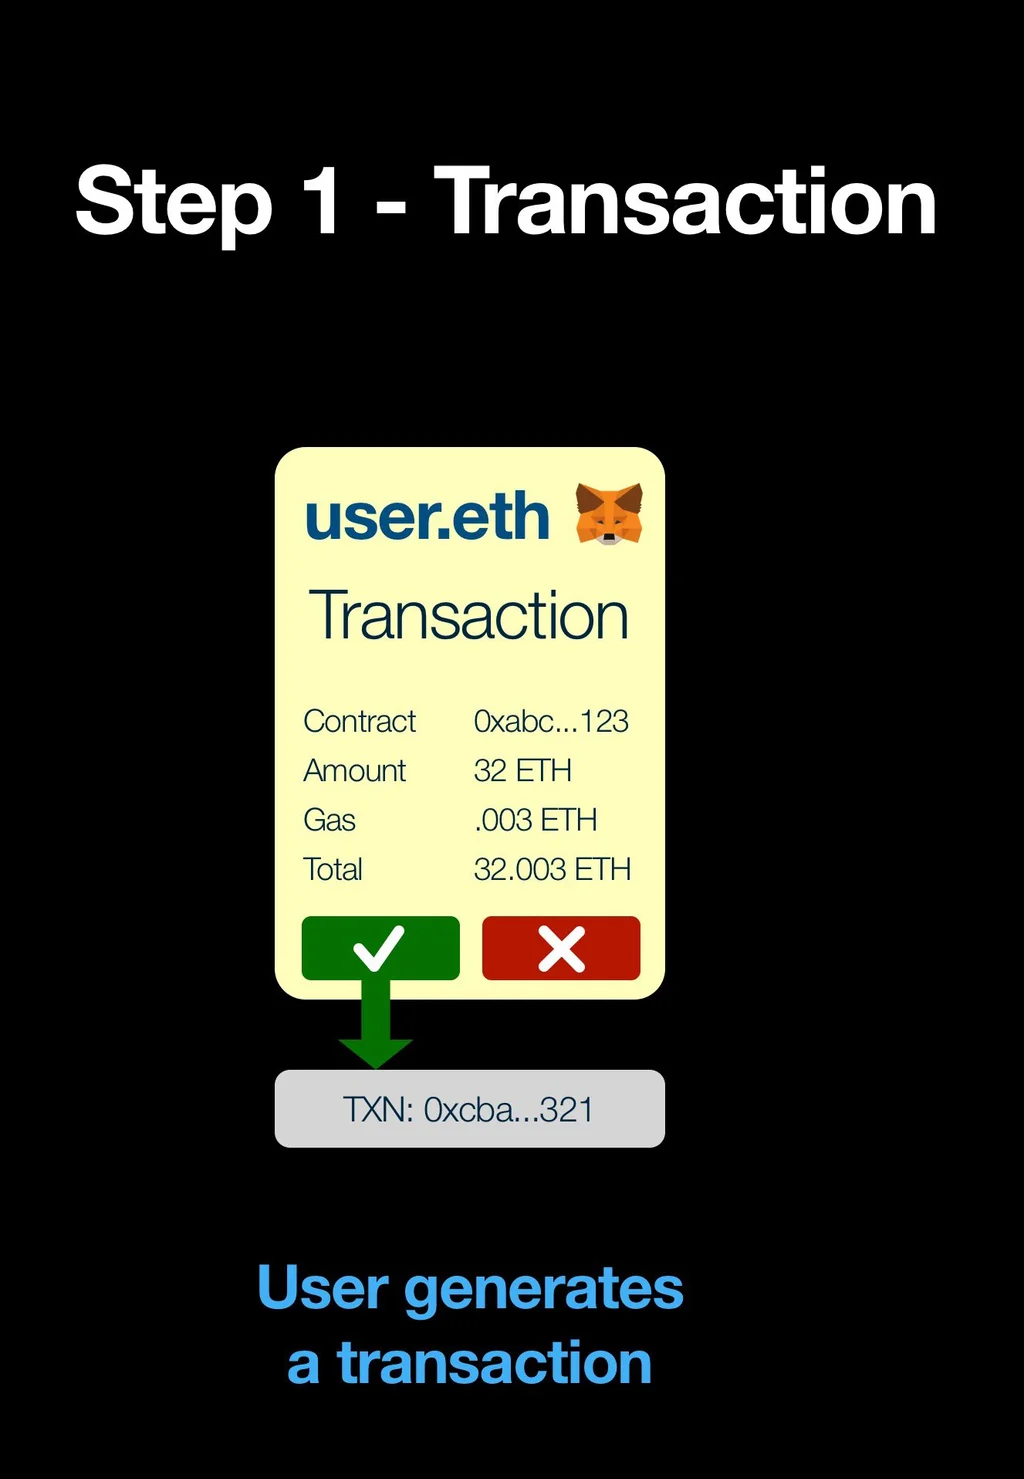 Step 1 - Transaction
user.eth
Transaction
Contract 0xabc...123
Amount 32 ETH
Gas .003 ETH
Total 32.003 ETH
TXN: 0xcba...321
User generates
a transaction